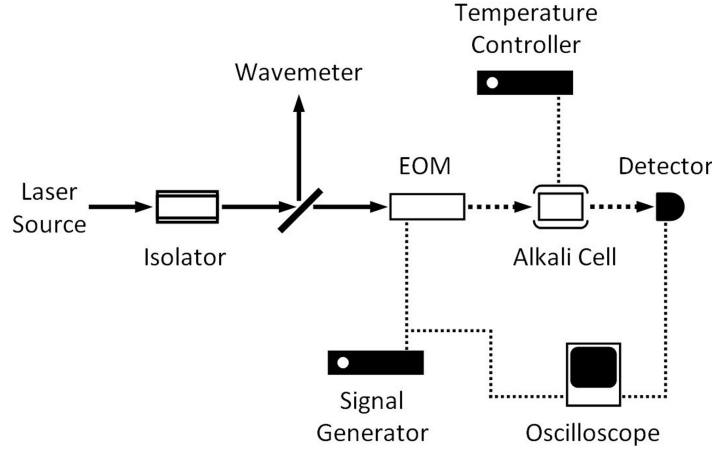 Temperature
Controller
Wavemeter
EOM
Detector
Laser
Source
Isolator
Alkali Cell
Signal
Generator
Oscilloscope